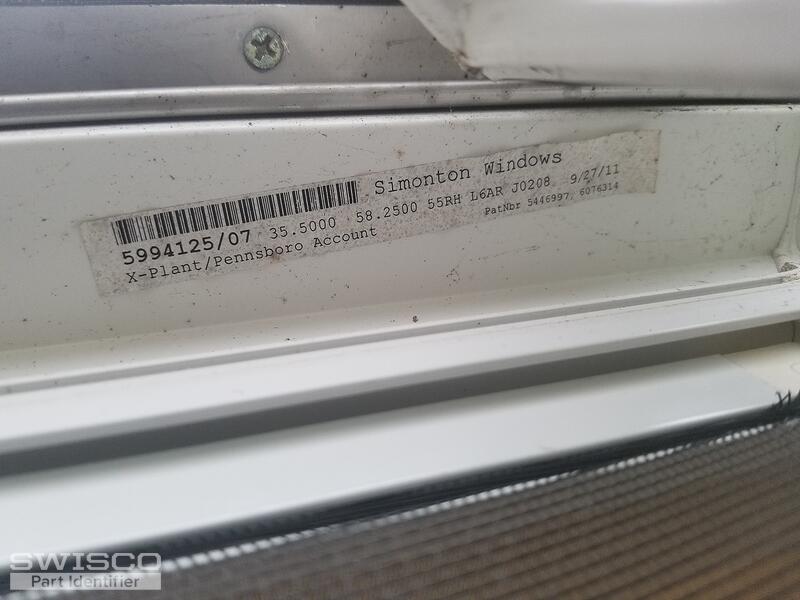 Simonton Windows
5994125/07 35.5000 58.2500 55RH L6AR J0208 9/27/11
X-Plant/Pennsboro Account PatNbr 5446997, 6076314
SWISCO
Part Identifier